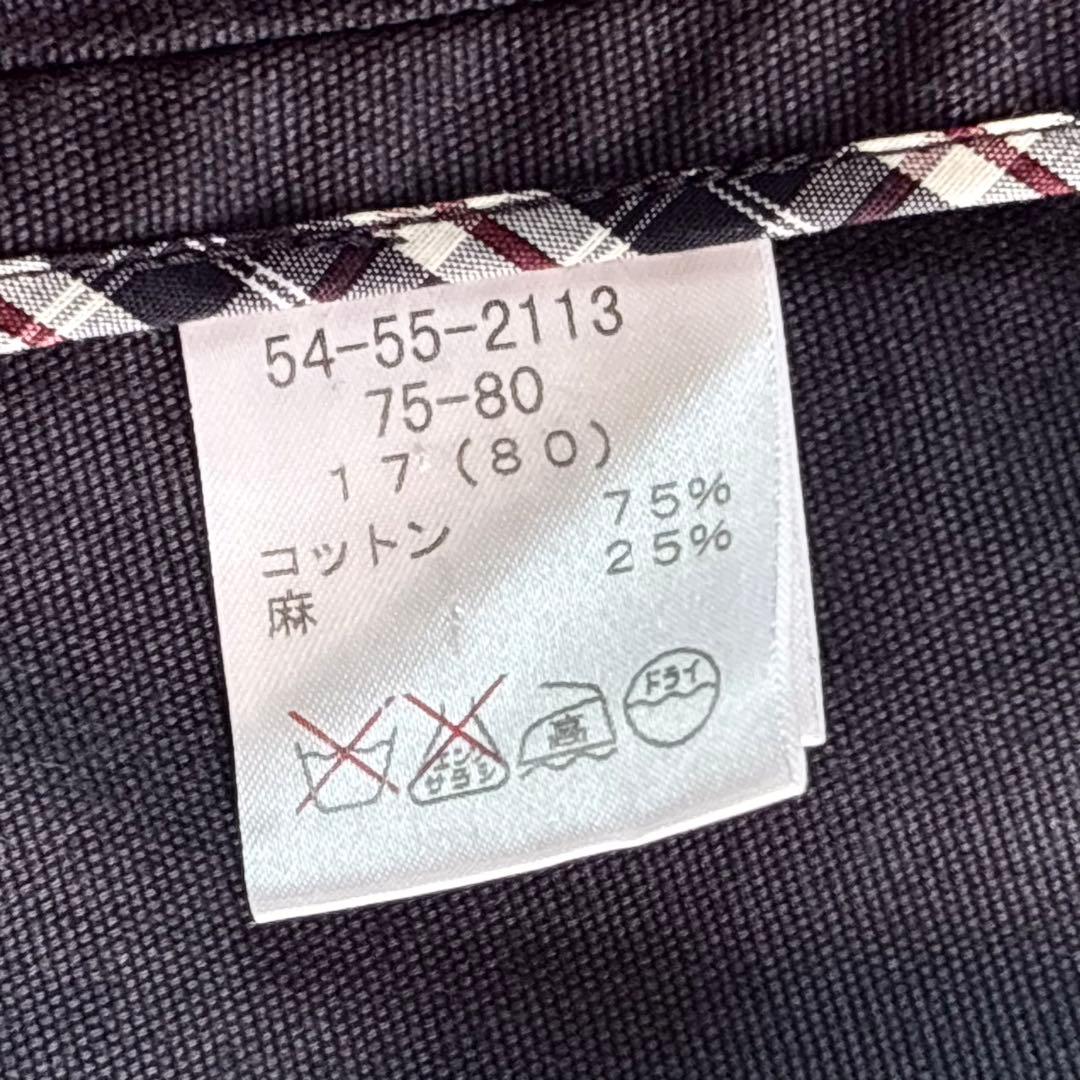 54-55-2113
75-80
１７（８０）
コットン　７５％
麻　２５％
エンソ
サラシ
高
ドライ